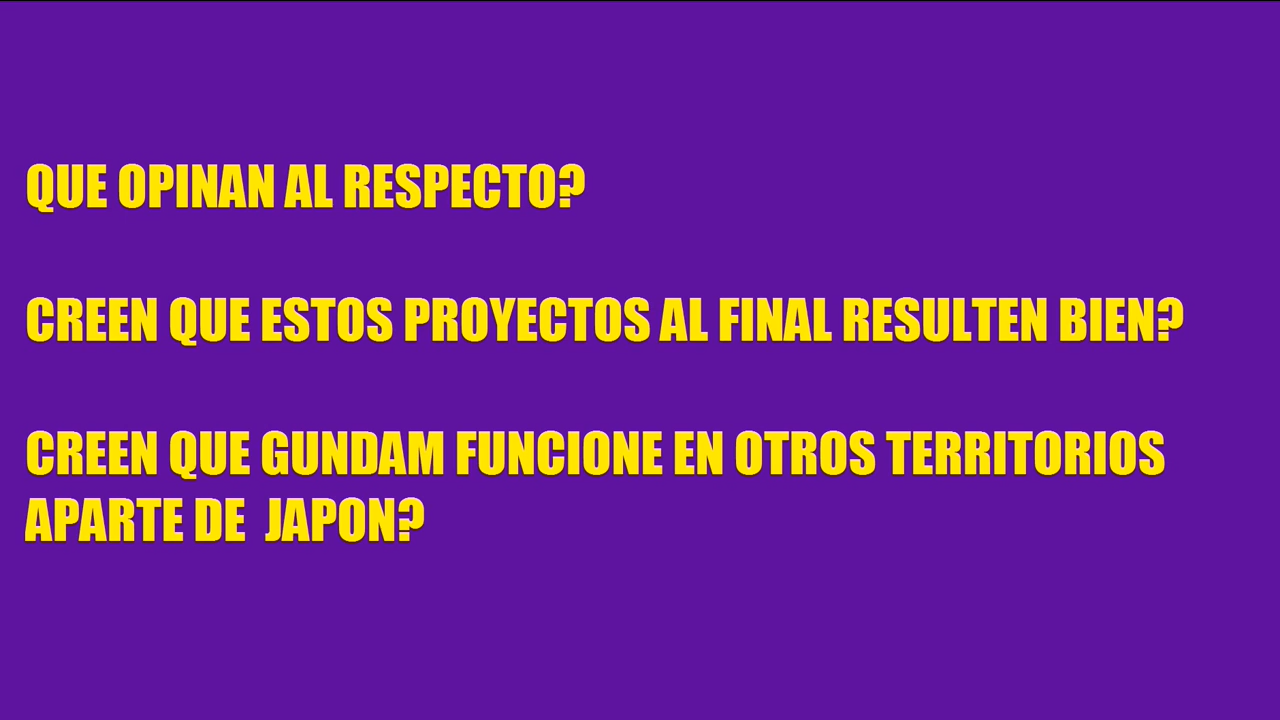 QUE OPINAN AL RESPECTO?
CREEN QUE ESTOS PROYECTOS AL FINAL RESULTEN BIEN?
CREEN QUE GUNDAM FUNCIONE EN OTROS TERRITORIOS
APARTE DE JAPON?